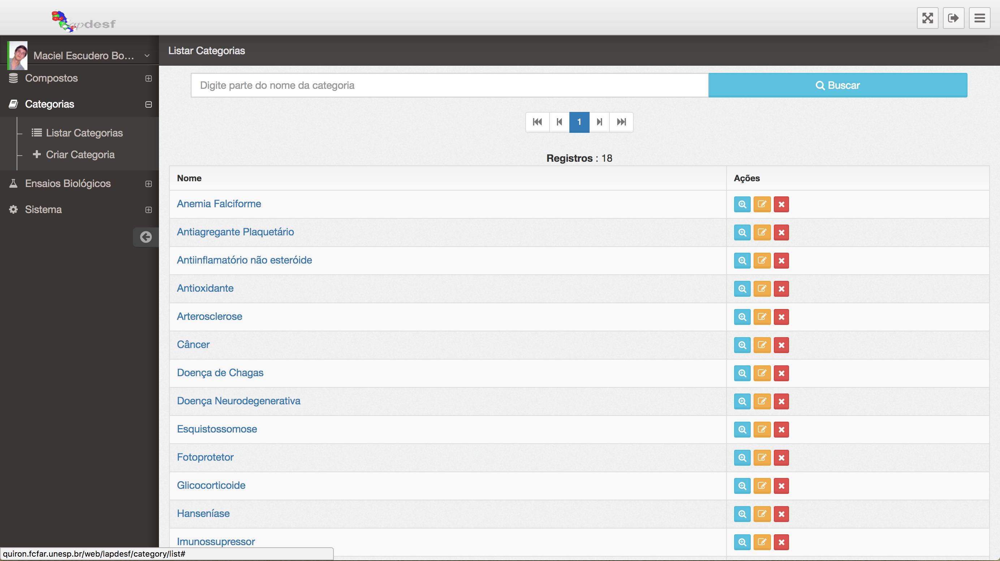 Lapdesf
Maciel Escudero Bo...
Listar Categorias
Compostos
Categorias
Listar Categorias
Criar Categoria
Ensaios Biológicos
Sistema
Digite parte do nome da categoria
Buscar
1
Registros : 18
Nome Ações
Anemia Falciforme
Antiagregante Plaquetário
Antiinflamatório não esteróide
Antioxidante
Arterosclerose
Câncer
Doença de Chagas
Doença Neurodegenerativa
Esquistossomose
Fotoprotetor
Glicocorticoide
Hanseníase
Imunossupressor
quiron.fcfar.unesp.br/web/lapdesf/category/list#